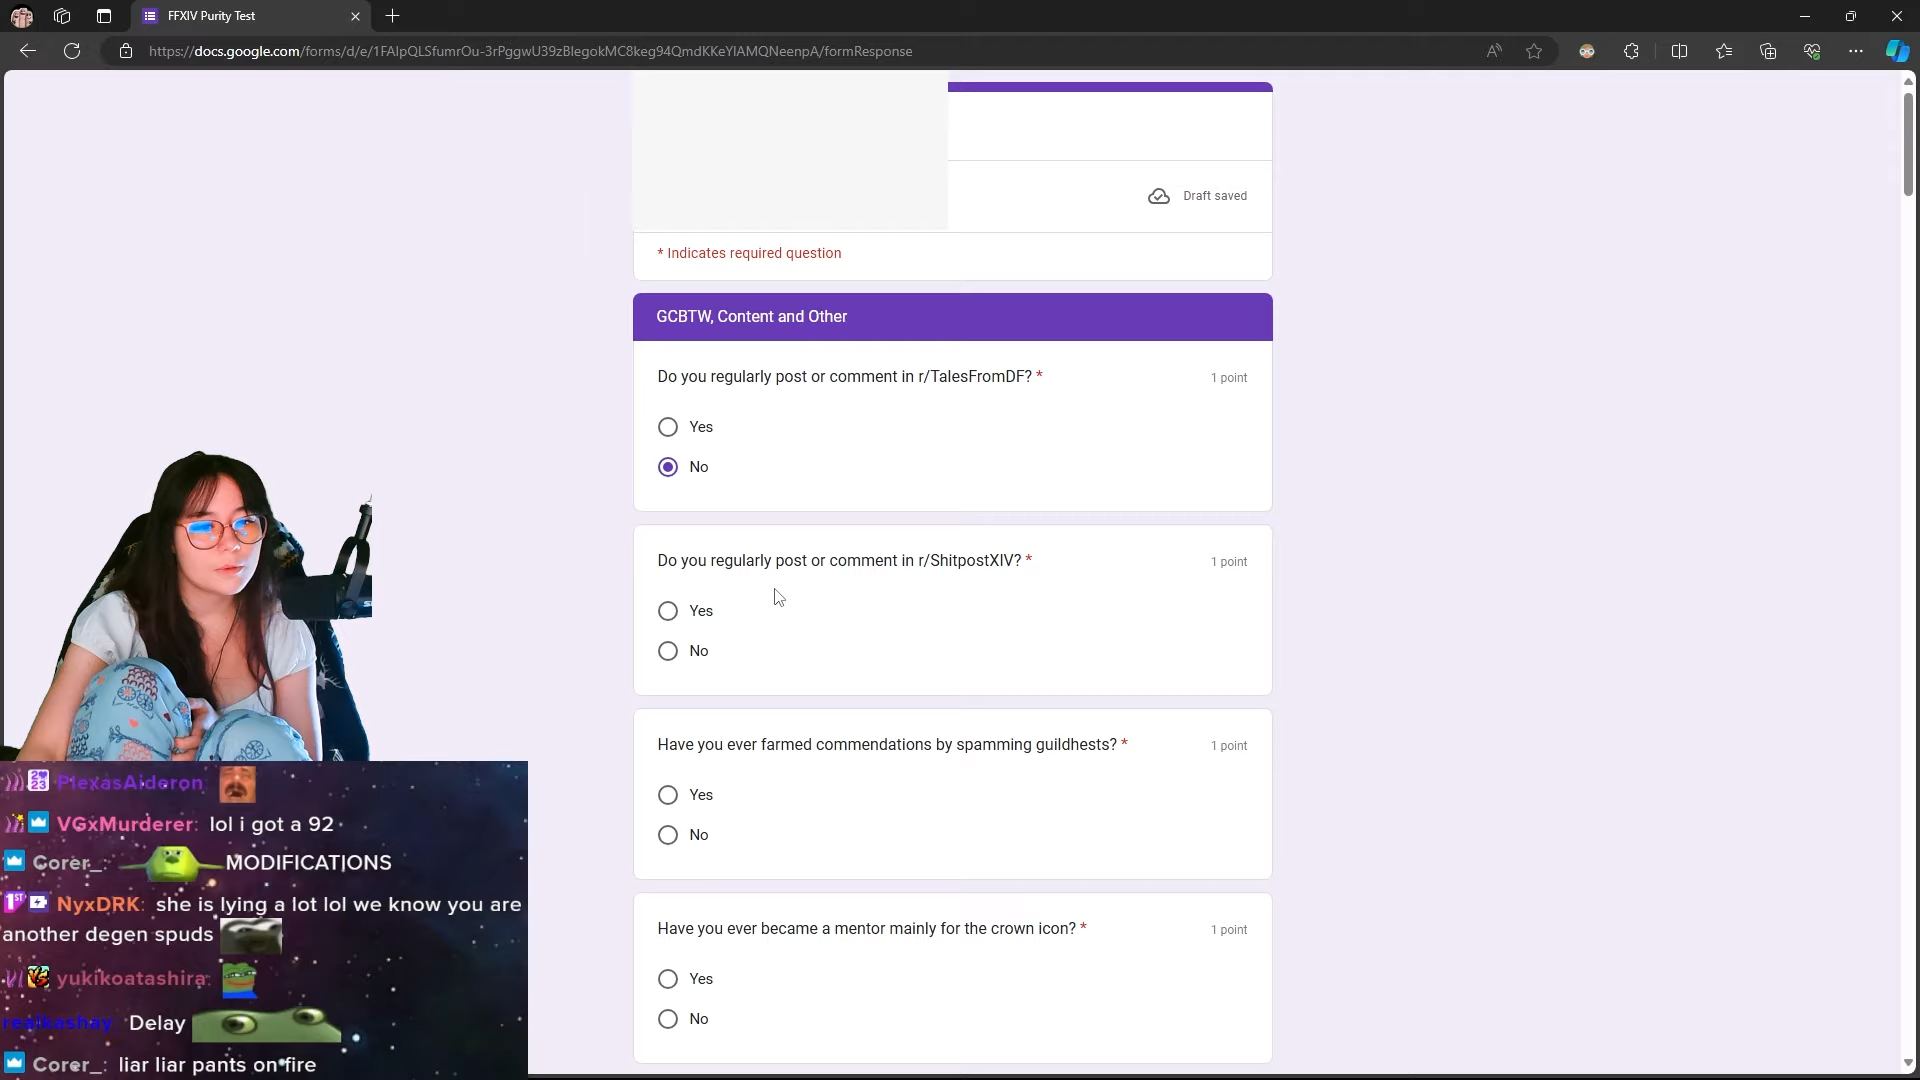 FFXIV Purity Test
https://docs.google.com/forms/d/e/1FAIpQLSfumrOu-3rPggwU39zBlegokMC8keg94QmdKKeYlAMQNeenpA/formResponse
Draft saved
* Indicates required question
GCBTW, Content and Other
Do you regularly post or comment in r/TalesFromDF? *
1 point
Yes
No
Do you regularly post or comment in r/ShitpostXIV? *
1 point
Yes
No
Have you ever farmed commendations by spamming guildhests? *
1 point
Yes
No
Have you ever became a mentor mainly for the crown icon? *
1 point
Yes
No
PlexasAideron:
VGxMurderer: lol i got a 92
Corer_: MODIFICATIONS
NyxDRK: she is lying a lot lol we know you are
another degen spuds
yukikoatashira:
realkashay: Delay
Corer_: liar liar pants on fire